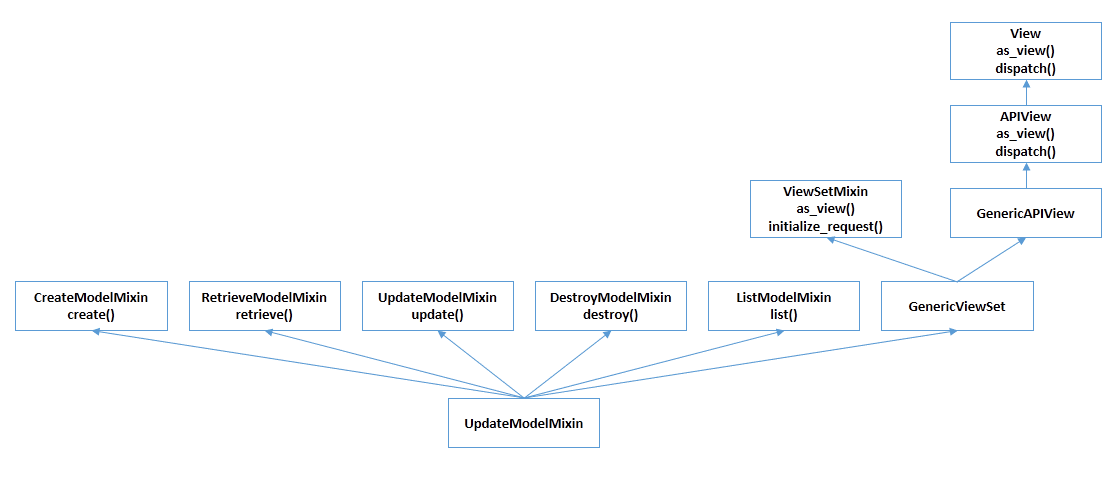 View
as_view()
dispatch()
APIView
as_view()
dispatch()
ViewSetMixin
as_view()
initialize_request()
GenericAPIView
CreateModelMixin
create()
RetrieveModelMixin
retrieve()
UpdateModelMixin
update()
DestroyModelMixin
destroy()
ListModelMixin
list()
GenericViewSet
UpdateModelMixin